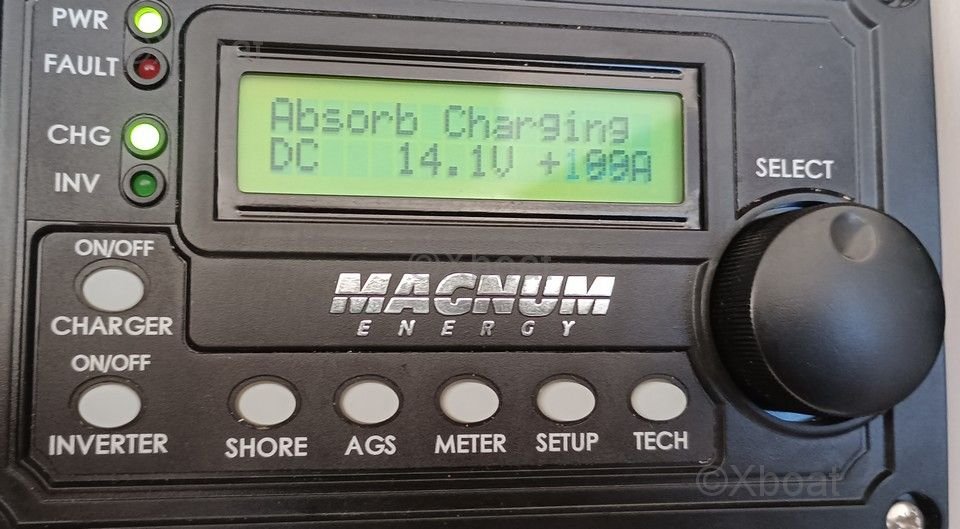 PWR
FAULT
CHG
INV
Absorb Charging
DC 14.1V +100A
SELECT
ON/OFF
CHARGER
ON/OFF
INVERTER
MAGNUM
ENERGY
SHORE
AGS
METER
SETUP
TECH
©Xboat
©Xboat